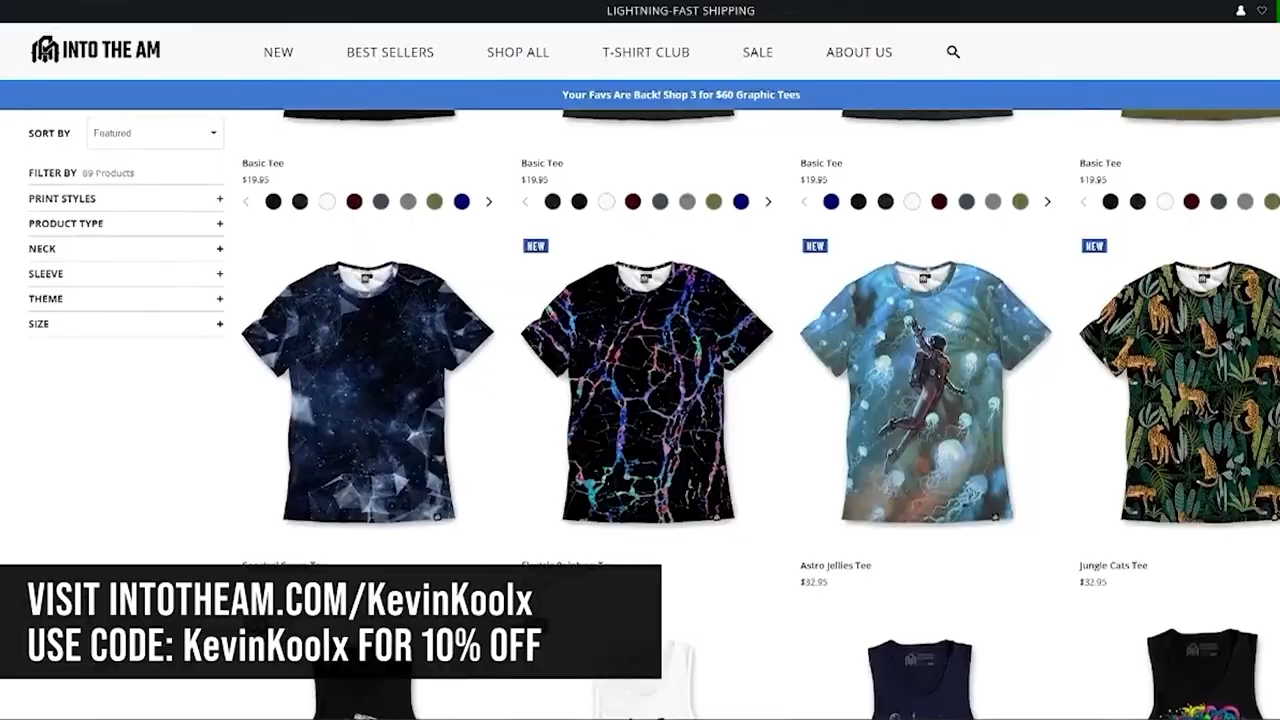 LIGHTNING-FAST SHIPPING
INTO THE AM
NEW BEST SELLERS SHOP ALL T-SHIRT CLUB SALE ABOUT US
Your Favs Are Back! Shop 3 for $60 Graphic Tees
SORT BY Featured
FILTER BY 89 Products
PRINT STYLES +
PRODUCT TYPE +
NECK +
SLEEVE +
THEME +
SIZE +
Basic Tee Basic Tee Basic Tee Basic Tee
$19.95 $19.95 $19.95 $19.95
NEW NEW NEW
Astro Jellies Tee Jungle Cats Tee
$32.95 $32.95
VISIT INTOTHEAM.COM/KevinKoolx
USE CODE: KevinKoolx FOR 10% OFF